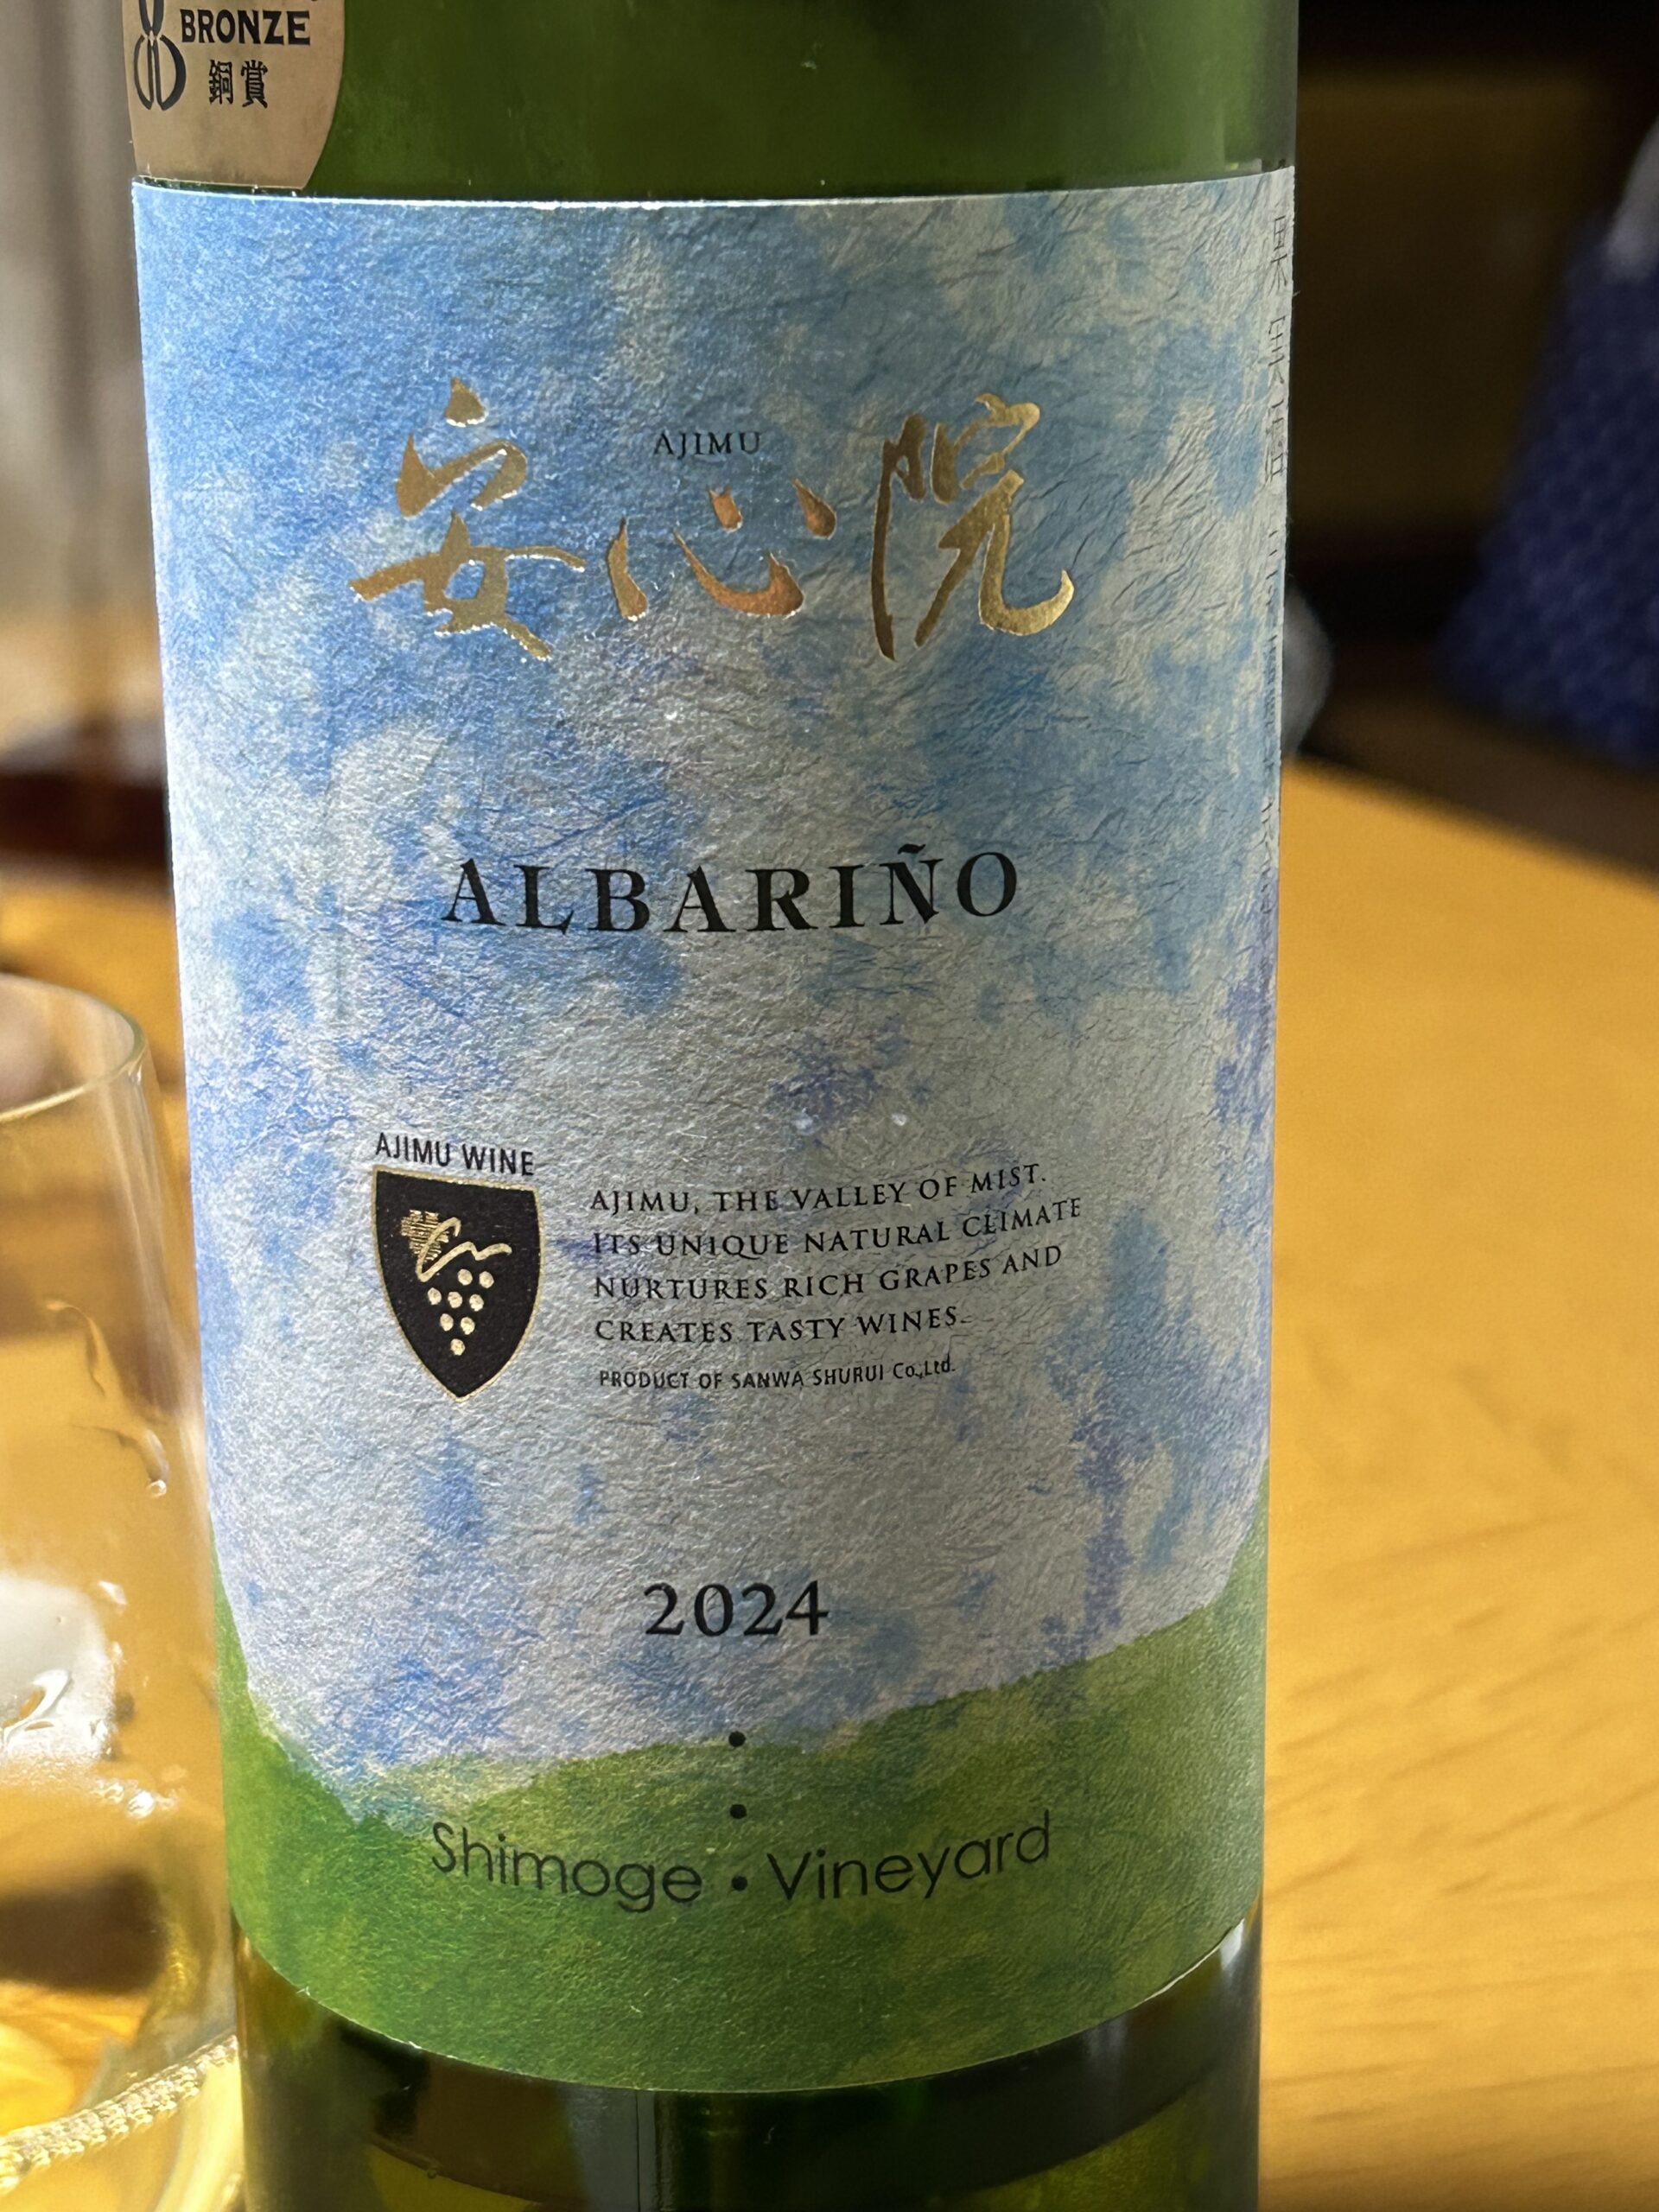 BRONZE
銅賞
AJIMU
安心院
ALBARIÑO
AJIMU WINE
AJIMU, THE VALLEY OF MIST.
ITS UNIQUE NATURAL CLIMATE
NURTURES RICH GRAPES AND
CREATES TASTY WINES.
PRODUCT OF SANWA SHURUI Co.,Ltd.
2024
Shimoge • Vineyard